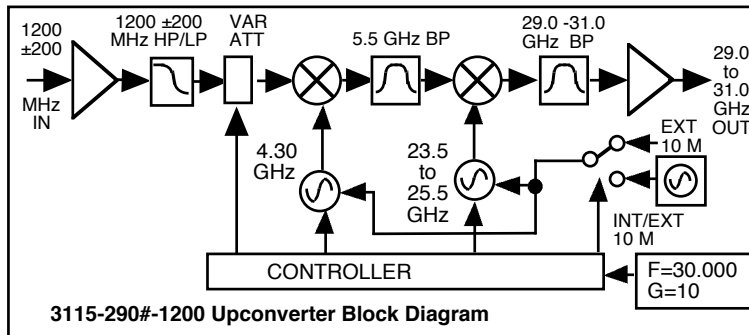 1200
±200
MHz
IN
1200 ±200
MHz HP/LP
VAR
ATT
5.5 GHz BP
29.0 -31.0
GHz BP
29.0
to
31.0
GHz
OUT
4.30
GHz
23.5
to
25.5
GHz
EXT
10 M
INT/EXT
10 M
CONTROLLER
F=30.000
G=10
3115-290#-1200 Upconverter Block Diagram